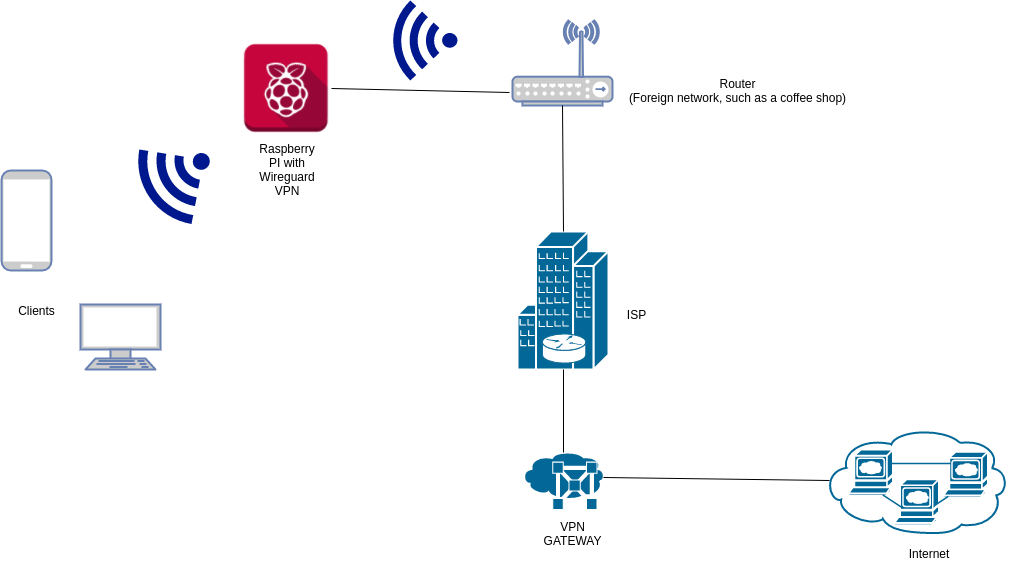 Router
(Foreign network, such as a coffee shop)
Raspberry
PI with
Wireguard
VPN
Clients
ISP
VPN
GATEWAY
Internet